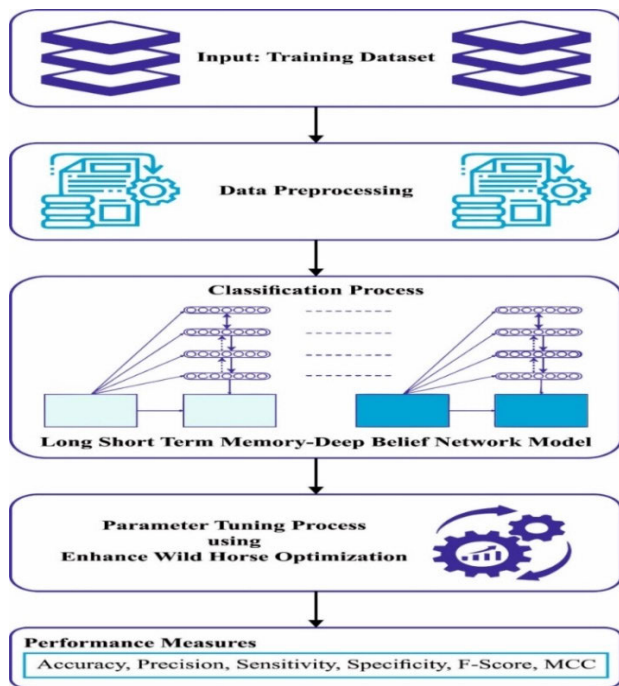 Input: Training Dataset
Data Preprocessing
Classification Process
Long Short Term Memory-Deep Belief Network Model
Parameter Tuning Process
using
Enhance Wild Horse Optimization
Performance Measures
Accuracy, Precision, Sensitivity, Specificity, F-Score, MCC